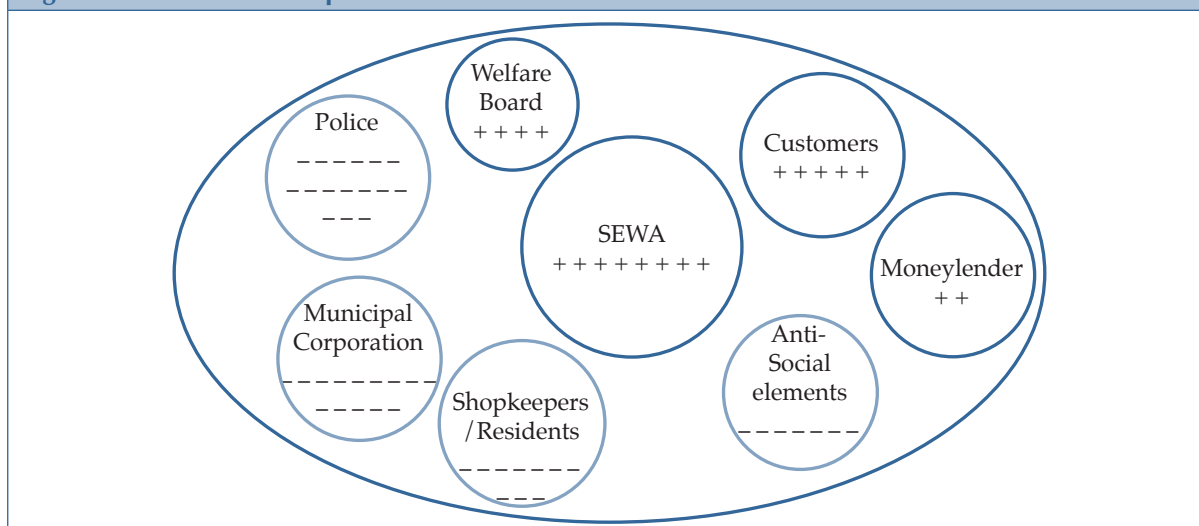 Welfare
Board
+ + + +
Police
– – – – – –
– – – – – – –
– – –
Customers
+ + + + +
SEWA
+ + + + + + + +
Moneylender
+ +
Municipal
Corporation
– – – – – – – – –
– – – – –
Anti-
Social
elements
– – – – – – –
Shopkeepers
/Residents
– – – – – – –
– – –